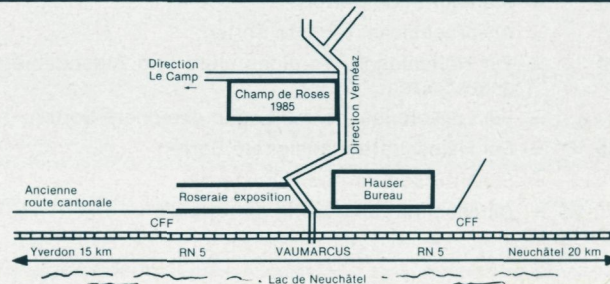 Direction
Le Camp
Champ de Roses
1985
Direction Vernéaz
Ancienne
route cantonale
Roseraie exposition
Hauser
Bureau
CFF
CFF
Yverdon 15 km RN 5 VAUMARCUS RN 5 Neuchâtel 20 km
Lac de Neuchâtel